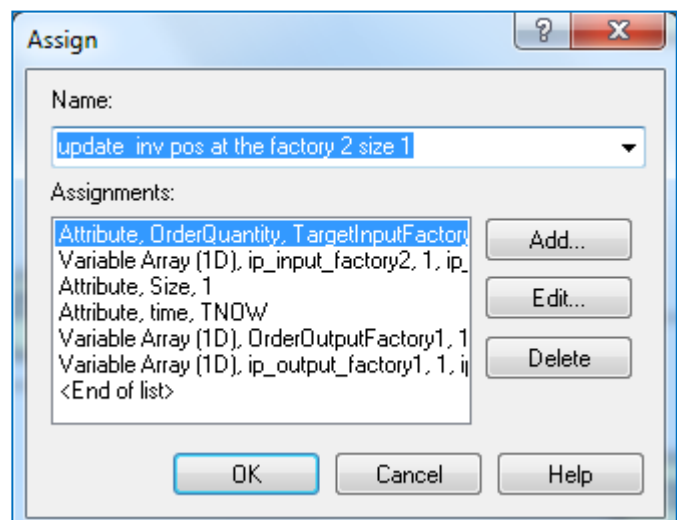 Assign
Name:
update inv pos at the factory 2 size 1
Assignments:
Attribute, OrderQuantity, TargetInputFactory
Variable Array (1D), ip_input_factory2, 1, ip_
Attribute, Size, 1
Attribute, time, TNOW
Variable Array (1D), OrderOutputFactory1, 1
Variable Array (1D), ip_output_factory1, 1, ip
<End of list>
Add...
Edit...
Delete
OK
Cancel
Help